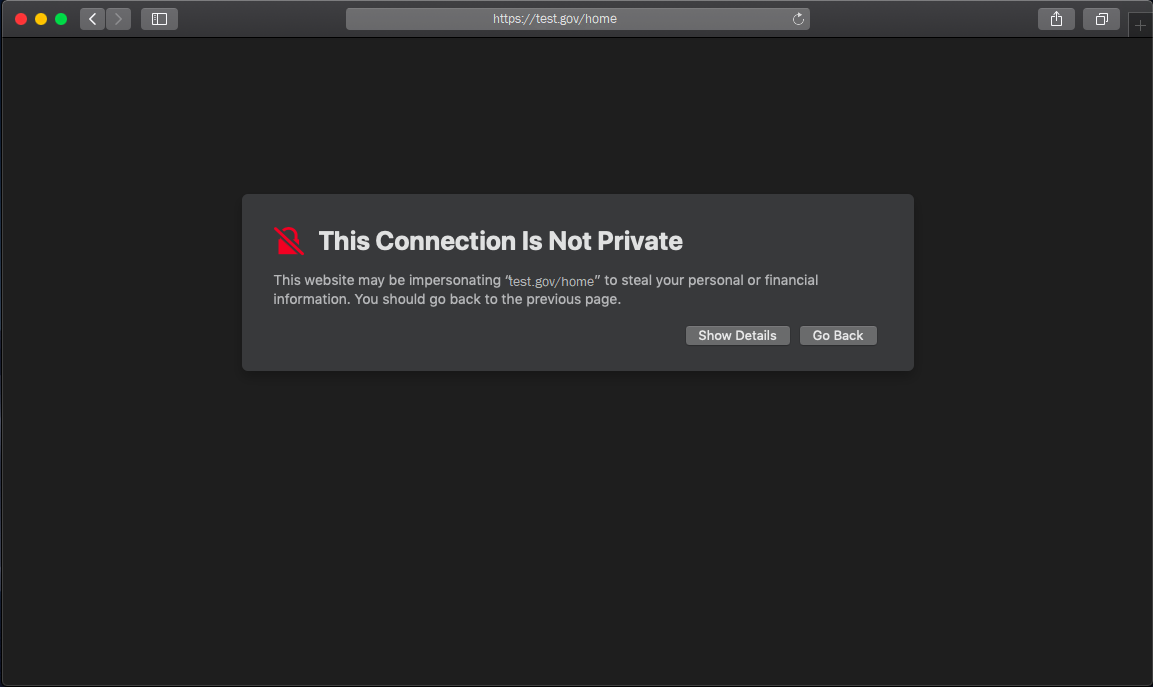 https://test.gov/home
This Connection Is Not Private
This website may be impersonating “test.gov/home” to steal your personal or financial
information. You should go back to the previous page.
Show Details
Go Back